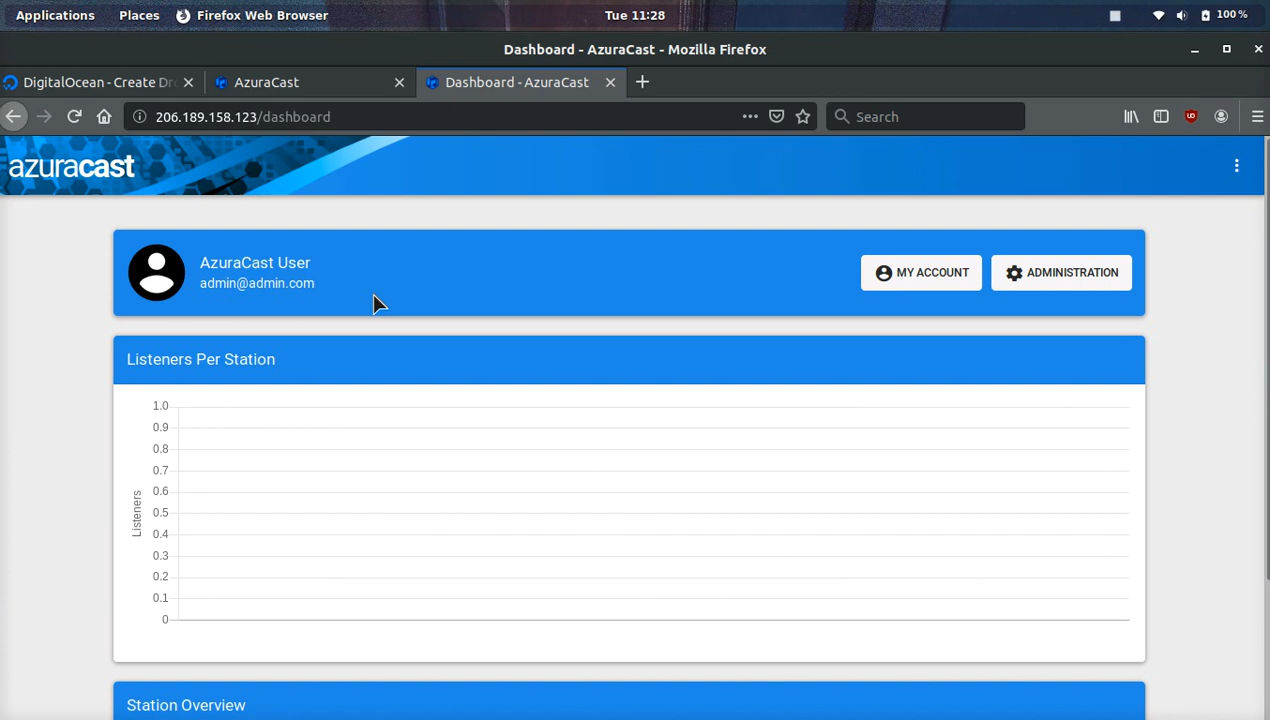 Applications Places Firefox Web Browser Tue 11:28 100 %
Dashboard - AzuraCast - Mozilla Firefox
DigitalOcean - Create Dro AzuraCast Dashboard - AzuraCast
206.189.158.123/dashboard Search
azuracast
AzuraCast User
admin@admin.com
MY ACCOUNT ADMINISTRATION
Listeners Per Station
1.0
0.9
0.8
0.7
0.6
0.5
0.4
0.3
0.2
0.1
0
Listeners
Station Overview